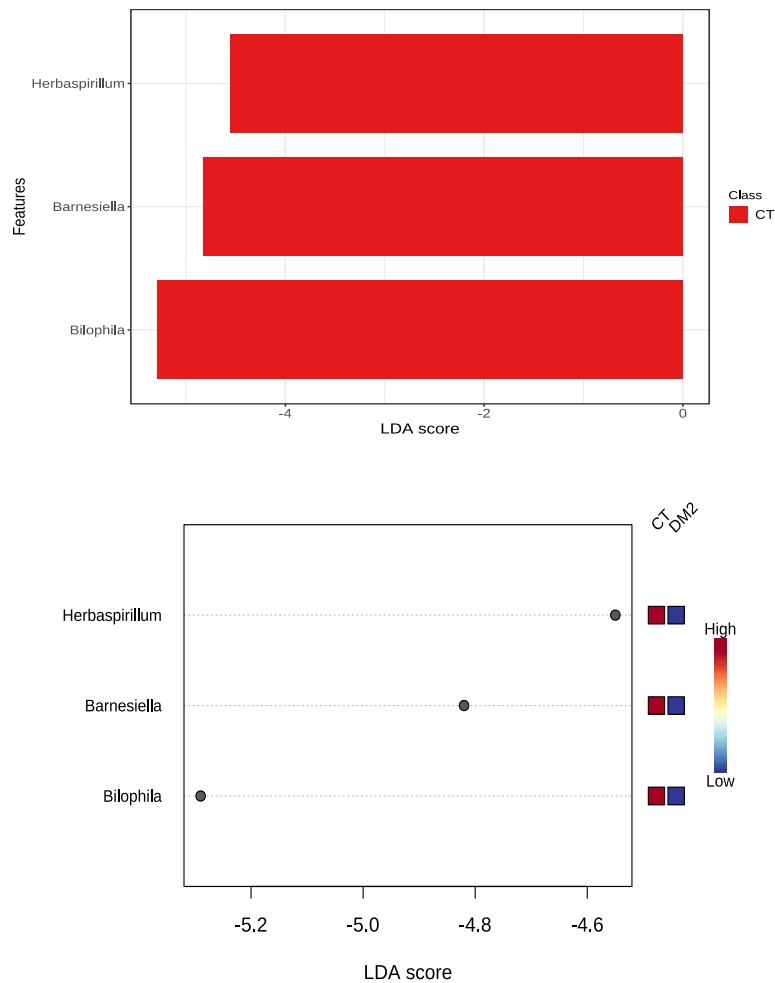 Herbaspirillum
Barnesiella
Bilophila
Features
-4
-2
0
LDA score
Class
CT
CT
DM2
Herbaspirillum
Barnesiella
Bilophila
High
Low
-5.2
-5.0
-4.8
-4.6
LDA score